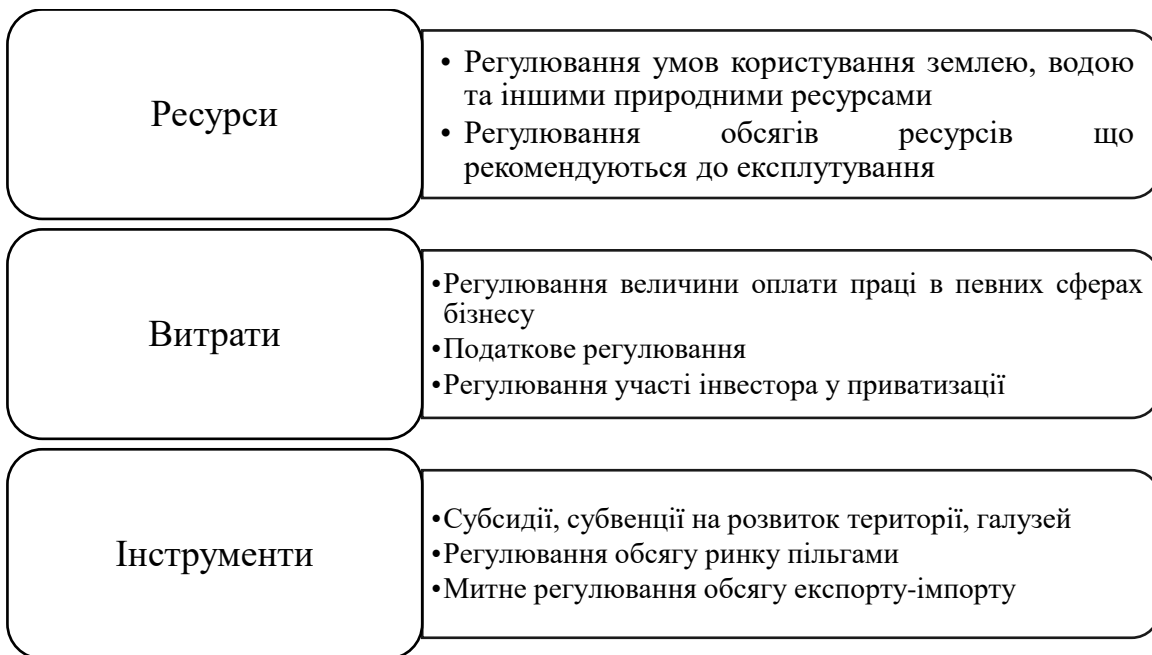 Ресурси
• Регулювання умов користування землею, водою
та іншими природними ресурсами
• Регулювання обсягів ресурсів що
рекомендуються до експлутування
Витрати
•Регулювання величини оплати праці в певних сферах
бізнесу
•Податкове регулювання
•Регулювання участі інвестора у приватизації
Інструменти
•Субсидії, субвенції на розвиток території, галузей
•Регулювання обсягу ринку пільгами
•Митне регулювання обсягу експорту-імпорту